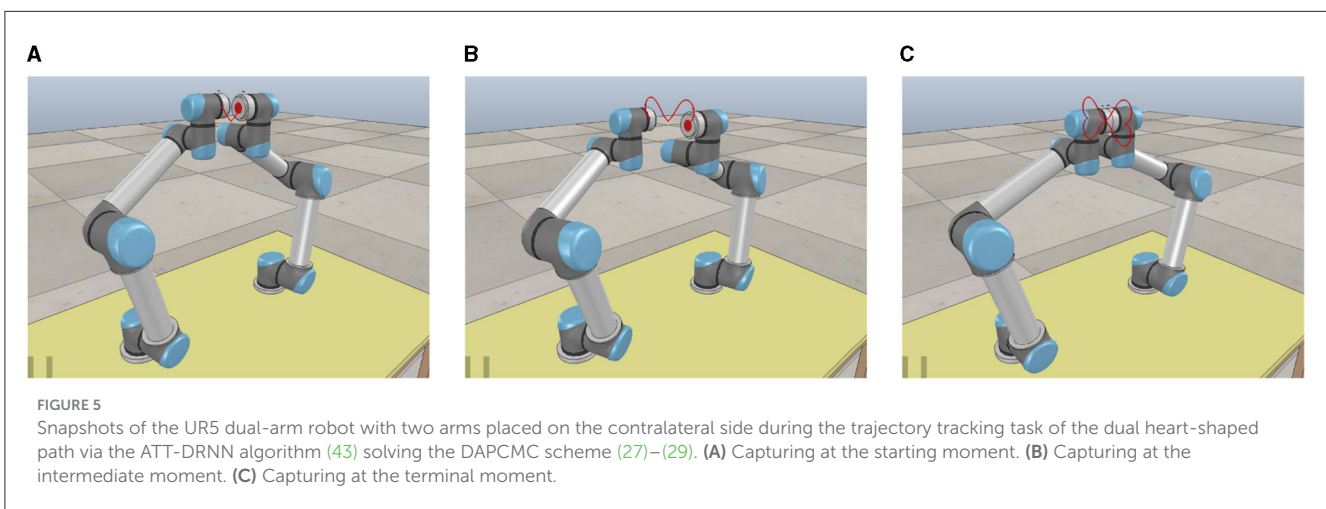 A B C
FIGURE 5
Snapshots of the UR5 dual-arm robot with two arms placed on the contralateral side during the trajectory tracking task of the dual heart-shaped
path via the ATT-DRNN algorithm (43) solving the DAPCMC scheme (27)–(29). (A) Capturing at the starting moment. (B) Capturing at the
intermediate moment. (C) Capturing at the terminal moment.